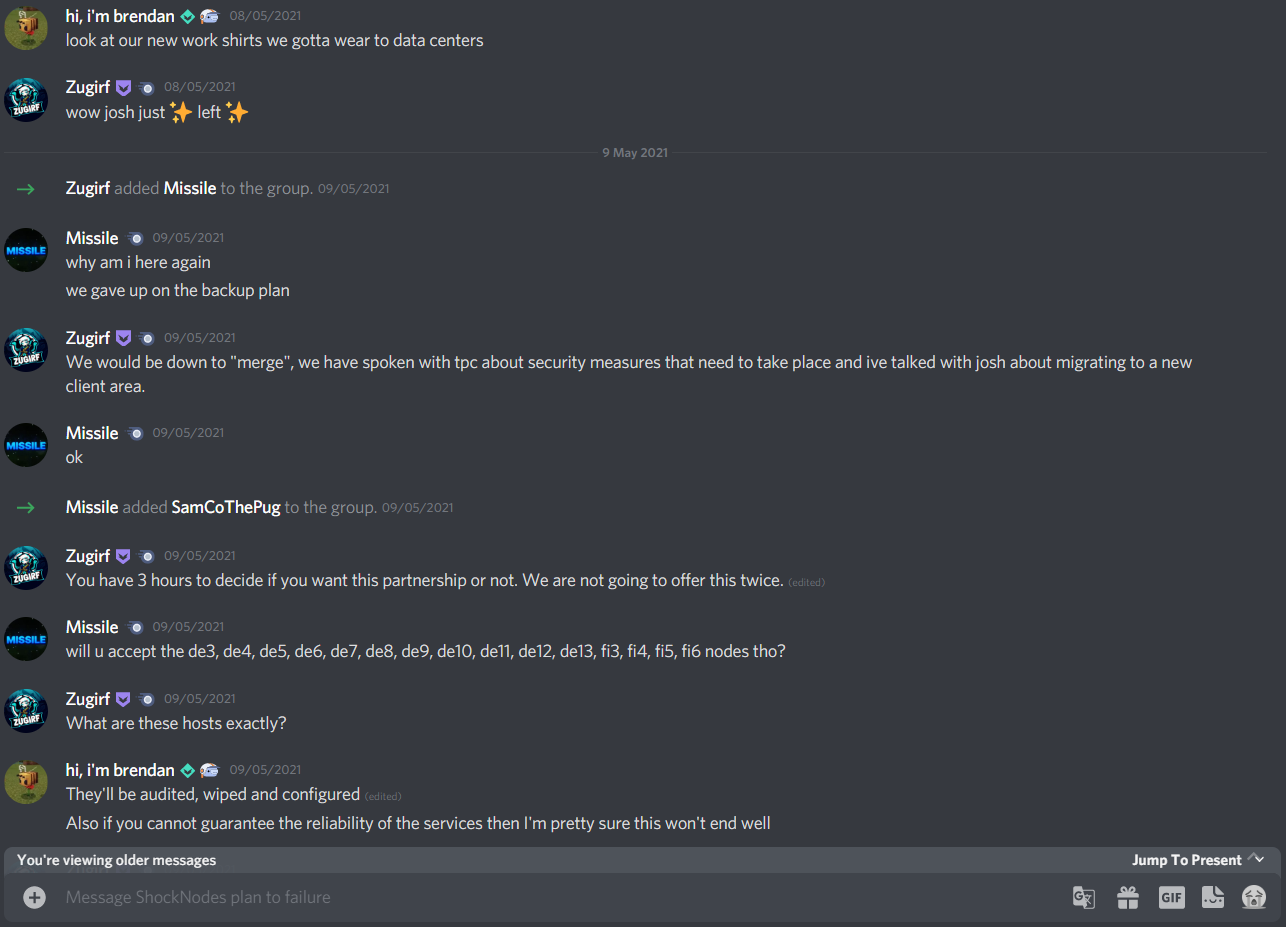 hi, i'm brendan 08/05/2021
look at our new work shirts we gotta wear to data centers
ZUGIRF
Zugirf 08/05/2021
wow josh just ✨ left ✨
9 May 2021
Zugirf added Missile to the group. 09/05/2021
MISSILE
Missile 09/05/2021
why am i here again
we gave up on the backup plan
ZUGIRF
Zugirf 09/05/2021
We would be down to "merge", we have spoken with tpc about security measures that need to take place and ive talked with josh about migrating to a new
client area.
MISSILE
Missile 09/05/2021
ok
Missile added SamCoThePug to the group. 09/05/2021
ZUGIRF
Zugirf 09/05/2021
You have 3 hours to decide if you want this partnership or not. We are not going to offer this twice. (edited)
MISSILE
Missile 09/05/2021
will u accept the de3, de4, de5, de6, de7, de8, de9, de10, de11, de12, de13, fi3, fi4, fi5, fi6 nodes tho?
ZUGIRF
Zugirf 09/05/2021
What are these hosts exactly?
hi, i'm brendan 09/05/2021
They'll be audited, wiped and configured (edited)
Also if you cannot guarantee the reliability of the services then I'm pretty sure this won't end well
You're viewing older messages Jump To Present
Message ShockNodes plan to failure GIF